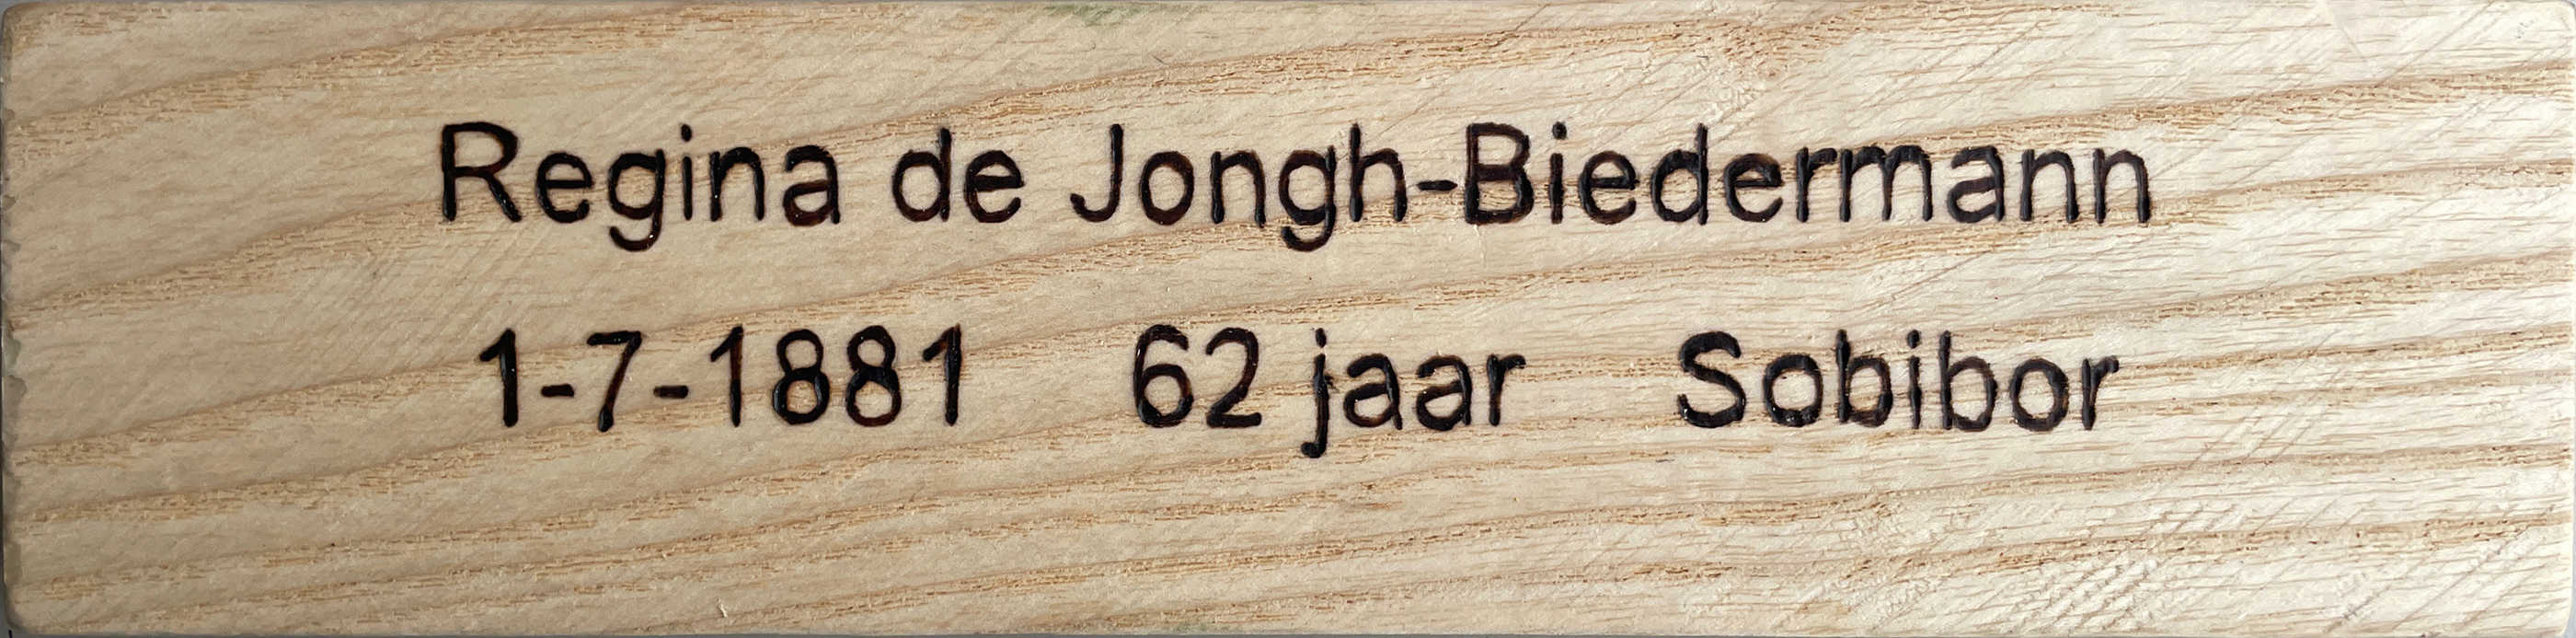 Regina de Jongh-Biedermann
1-7-1881 62 jaar Sobibor